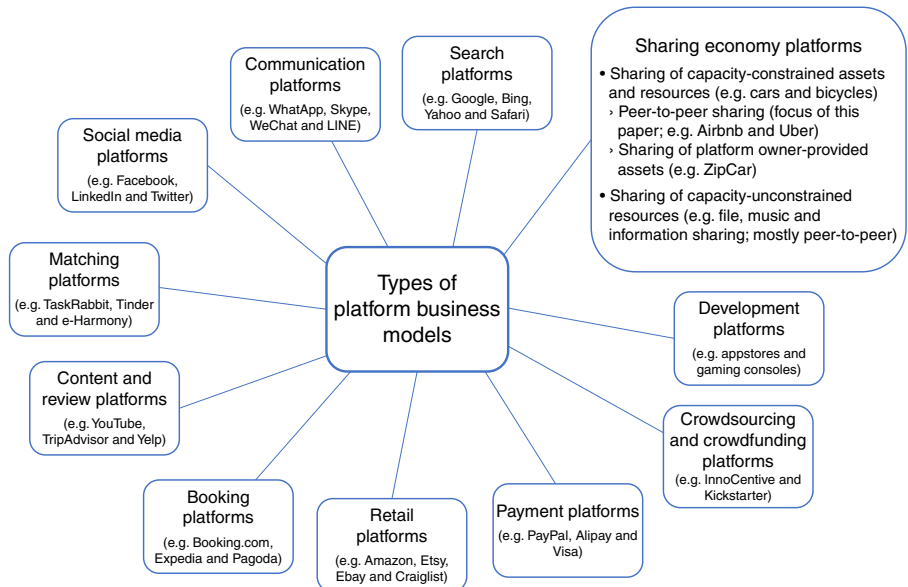 Types of
platform business
models
Search
platforms
(e.g. Google, Bing,
Yahoo and Safari)
Sharing economy platforms
• Sharing of capacity-constrained assets
and resources (e.g. cars and bicycles)
› Peer-to-peer sharing (focus of this
paper; e.g. Airbnb and Uber)
› Sharing of platform owner-provided
assets (e.g. ZipCar)
• Sharing of capacity-unconstrained
resources (e.g. file, music and
information sharing; mostly peer-to-peer)
Development
platforms
(e.g. appstores and
gaming consoles)
Crowdsourcing
and crowdfunding
platforms
(e.g. InnoCentive and
Kickstarter)
Payment platforms
(e.g. PayPal, Alipay and
Visa)
Retail
platforms
(e.g. Amazon, Etsy,
Ebay and Craiglist)
Booking
platforms
(e.g. Booking.com,
Expedia and Pagoda)
Content and
review platforms
(e.g. YouTube,
TripAdvisor and Yelp)
Matching
platforms
(e.g. TaskRabbit, Tinder
and e-Harmony)
Social media
platforms
(e.g. Facebook,
LinkedIn and Twitter)
Communication
platforms
(e.g. WhatApp, Skype,
WeChat and LINE)